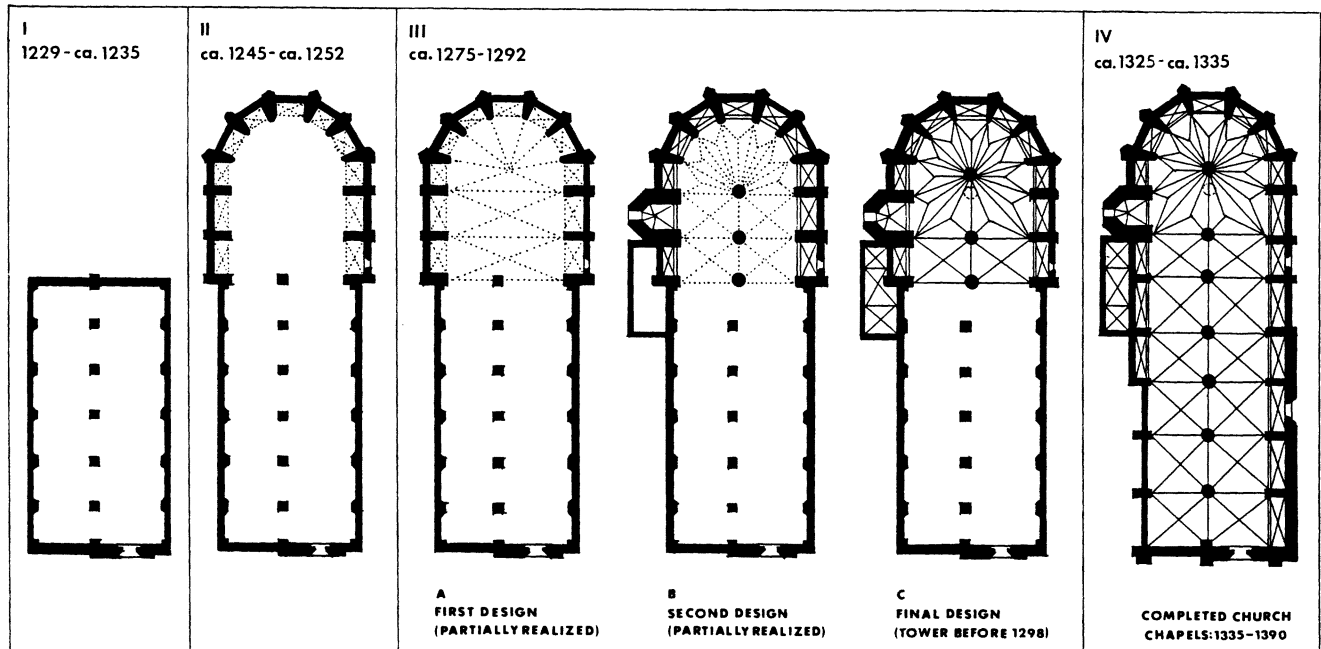 I
1229-ca. 1235
II
ca. 1245-ca. 1252
III
ca. 1275-1292
IV
ca. 1325-ca. 1335
A
FIRST DESIGN
(PARTIALLY REALIZED)
B
SECOND DESIGN
(PARTIALLY REALIZED)
C
FINAL DESIGN
(TOWER BEFORE 1298)
COMPLETED CHURCH
CHAPELS: 1335-1390